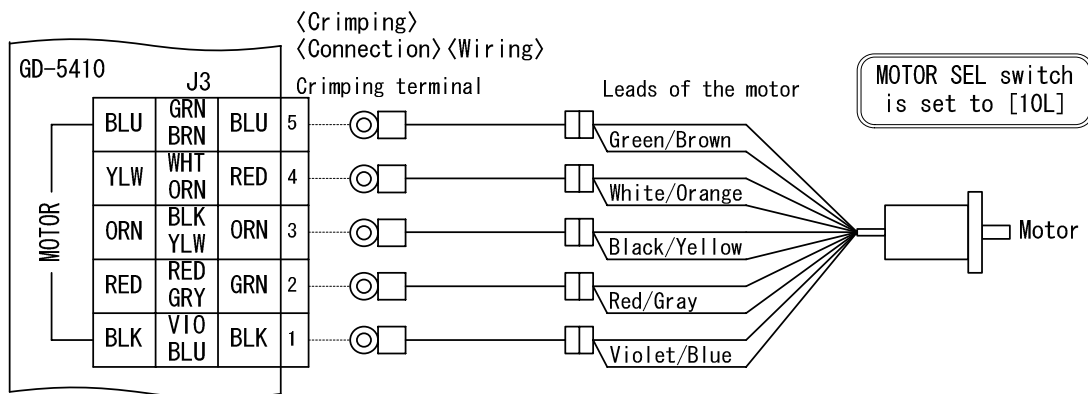 〈Crimping〉
〈Connection〉〈Wiring〉
GD-5410
J3
Crimping terminal
Leads of the motor
MOTOR SEL switch
is set to [10L]
MOTOR
BLU GRN BRN BLU 5
Green/Brown
YLW WHT ORN RED 4
White/Orange
ORN BLK YLW ORN 3
Black/Yellow
Motor
RED RED GRY GRN 2
Red/Gray
BLK VIO BLU BLK 1
Violet/Blue